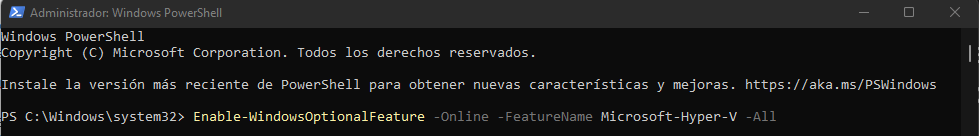 Administrador: Windows PowerShell
Windows PowerShell
Copyright (C) Microsoft Corporation. Todos los derechos reservados.
Instale la versión más reciente de PowerShell para obtener nuevas características y mejoras. https://aka.ms/PSWindows
PS C:\Windows\system32> Enable-WindowsOptionalFeature -Online -FeatureName Microsoft-Hyper-V -All